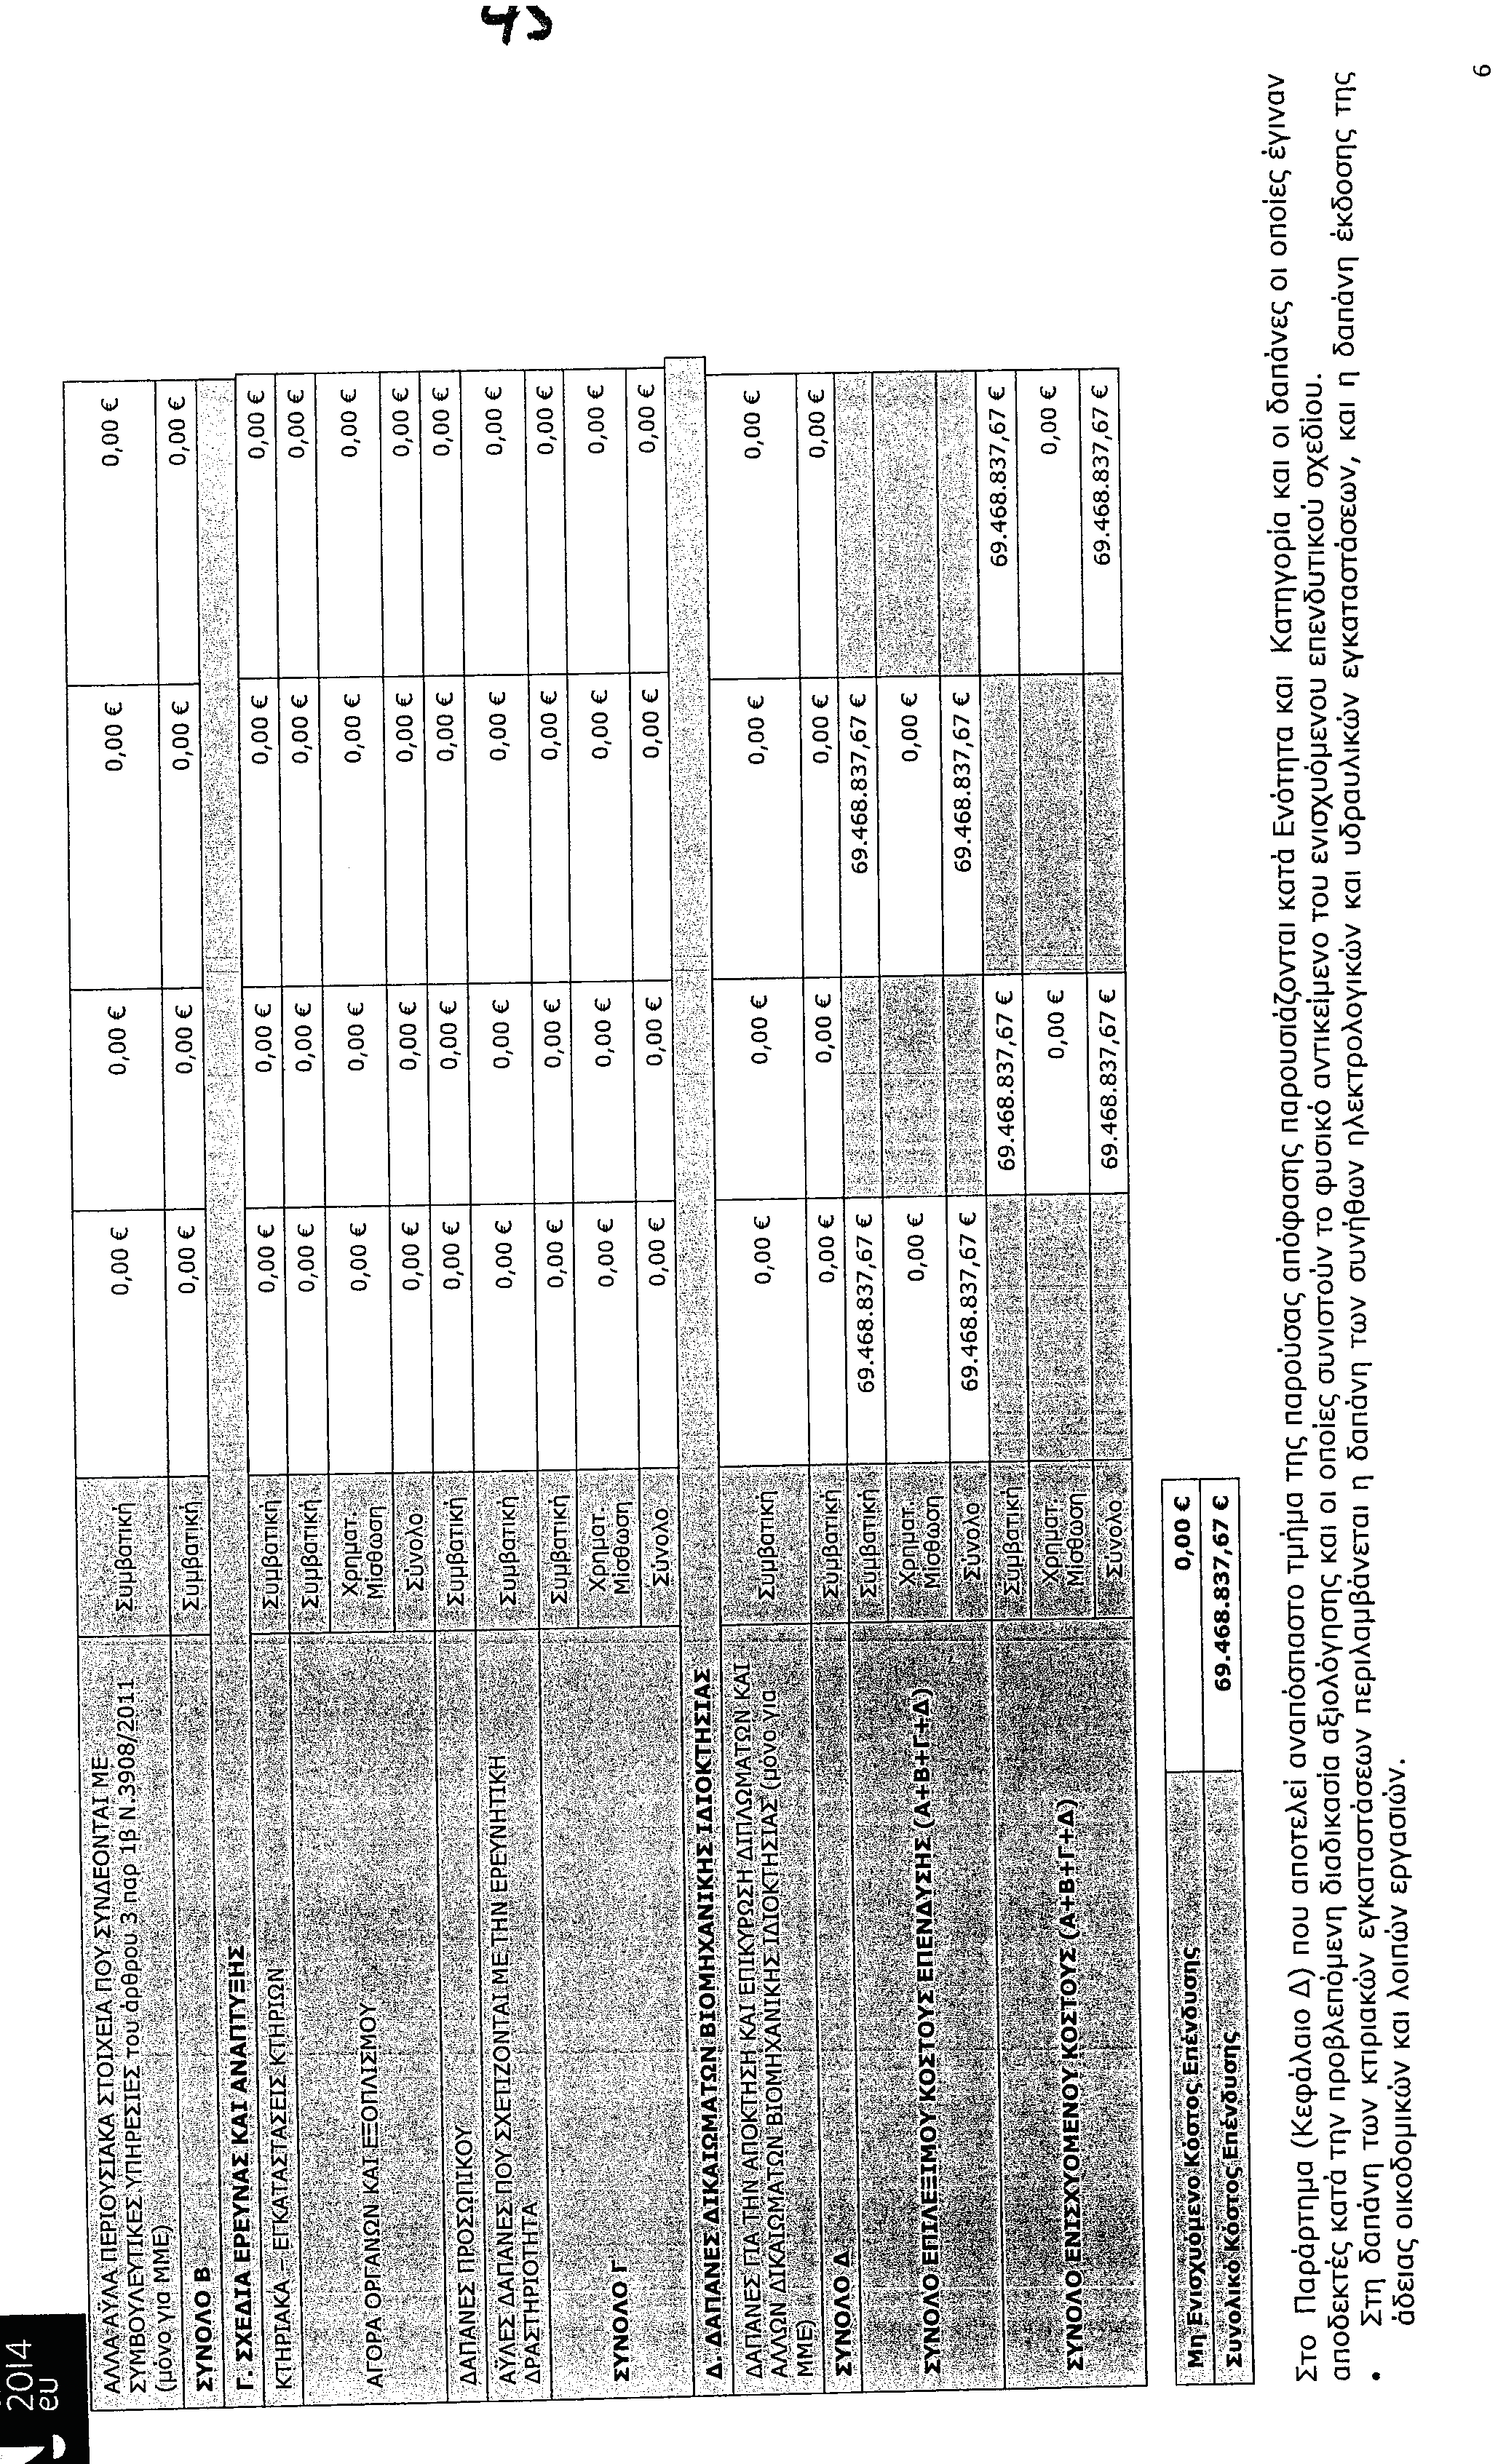 45
2014
eu
ΑΛΛΑ ΑΫΛΑ ΠΕΡΙΟΥΣΙΑΚΑ ΣΤΟΙΧΕΙΑ ΠΟΥ ΣΥΝΔΕΟΝΤΑΙ ΜΕ
ΣΥΜΒΟΥΛΕΥΤΙΚΕΣ ΥΠΗΡΕΣΙΕΣ του άρθρου 3 παρ 1β Ν.3908/2011
(μόνο για ΜΜΕ)
Συμβατική 0,00 € 0,00 € 0,00 € 0,00 €
ΣΥΝΟΛΟ Β Συμβατική 0,00 € 0,00 € 0,00 € 0,00 €
Γ. ΣΧΕΔΙΑ ΕΡΕΥΝΑΣ ΚΑΙ ΑΝΑΠΤΥΞΗΣ
ΚΤΗΡΙΑΚΑ – ΕΓΚΑΤΑΣΤΑΣΕΙΣ ΚΤΗΡΙΩΝ Συμβατική 0,00 € 0,00 € 0,00 € 0,00 €
ΑΓΟΡΑ ΟΡΓΑΝΩΝ ΚΑΙ ΕΞΟΠΛΙΣΜΟΥ
Συμβατική 0,00 € 0,00 € 0,00 € 0,00 €
Χρηματ.
Μίσθωση 0,00 € 0,00 € 0,00 € 0,00 €
Σύνολο 0,00 € 0,00 € 0,00 € 0,00 €
ΔΑΠΑΝΕΣ ΠΡΟΣΩΠΙΚΟΥ Συμβατική 0,00 € 0,00 € 0,00 € 0,00 €
ΑΫΛΕΣ ΔΑΠΑΝΕΣ ΠΟΥ ΣΧΕΤΙΖΟΝΤΑΙ ΜΕ ΤΗΝ ΕΡΕΥΝΗΤΙΚΗ
ΔΡΑΣΤΗΡΙΟΤΗΤΑ
Συμβατική 0,00 € 0,00 € 0,00 € 0,00 €
ΣΥΝΟΛΟ Γ
Συμβατική 0,00 € 0,00 € 0,00 € 0,00 €
Χρηματ.
Μίσθωση 0,00 € 0,00 € 0,00 € 0,00 €
Σύνολο 0,00 € 0,00 € 0,00 € 0,00 €
Δ. ΔΑΠΑΝΕΣ ΔΙΚΑΙΩΜΑΤΩΝ ΒΙΟΜΗΧΑΝΙΚΗΣ ΙΔΙΟΚΤΗΣΙΑΣ
ΔΑΠΑΝΕΣ ΓΙΑ ΤΗΝ ΑΠΟΚΤΗΣΗ ΚΑΙ ΕΠΙΚΥΡΩΣΗ ΔΙΠΛΩΜΑΤΩΝ ΚΑΙ
ΑΛΛΩΝ ΔΙΚΑΙΩΜΑΤΩΝ ΒΙΟΜΗΧΑΝΙΚΗΣ ΙΔΙΟΚΤΗΣΙΑΣ (μόνο για
ΜΜΕ)
Συμβατική 0,00 € 0,00 € 0,00 € 0,00 €
ΣΥΝΟΛΟ Δ Συμβατική 0,00 € 0,00 € 0,00 € 0,00 €
ΣΥΝΟΛΟ ΕΠΙΛΕΞΙΜΟΥ ΚΟΣΤΟΥΣ ΕΠΕΝΔΥΣΗΣ (Α+Β+Γ+Δ)
Συμβατική 69.468.837,67 € 69.468.837,67 €
Χρηματ.
Μίσθωση 0,00 € 0,00 €
Σύνολο 69.468.837,67 € 69.468.837,67 €
ΣΥΝΟΛΟ ΕΝΙΣΧΥΟΜΕΝΟΥ ΚΟΣΤΟΥΣ (Α+Β+Γ+Δ)
Συμβατική 69.468.837,67 € 69.468.837,67 €
Χρηματ.
Μίσθωση 0,00 € 0,00 €
Σύνολο 69.468.837,67 € 69.468.837,67 €
Μη Ενισχυόμενο Κόστος Επένδυσης 0,00 €
Συνολικό Κόστος Επένδυσης 69.468.837,67 €
Στο Παράρτημα (Κεφάλαιο Δ) που αποτελεί αναπόσπαστο τμήμα της παρούσας απόφασης παρουσιάζονται κατά Ενότητα και Κατηγορία και οι δαπάνες οι οποίες έγιναν
αποδεκτές κατά την προβλεπόμενη διαδικασία αξιολόγησης και οι οποίες συνιστούν το φυσικό αντικείμενο του ενισχυόμενου επενδυτικού σχεδίου.
• Στη δαπάνη των κτιριακών εγκαταστάσεων περιλαμβάνεται η δαπάνη των συνήθων ηλεκτρολογικών και υδραυλικών εγκαταστάσεων, και η δαπάνη έκδοσης της
άδειας οικοδομικών και λοιπών εργασιών.
6